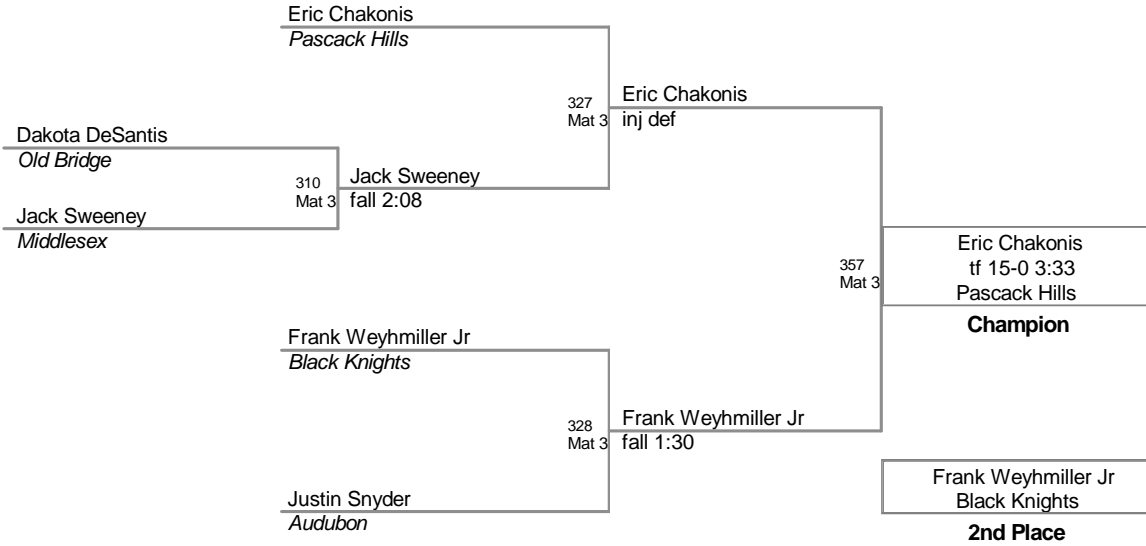 Eric Chakonis
Pascack Hills
327
Mat 3
Eric Chakonis
inj def
Dakota DeSantis
Old Bridge
310
Mat 3
Jack Sweeney
fall 2:08
Jack Sweeney
Middlesex
357
Mat 3
Eric Chakonis
tf 15-0 3:33
Pascack Hills
Champion
Frank Weyhmiller Jr
Black Knights
328
Mat 3
Frank Weyhmiller Jr
fall 1:30
Justin Snyder
Audubon
Frank Weyhmiller Jr
Black Knights
2nd Place